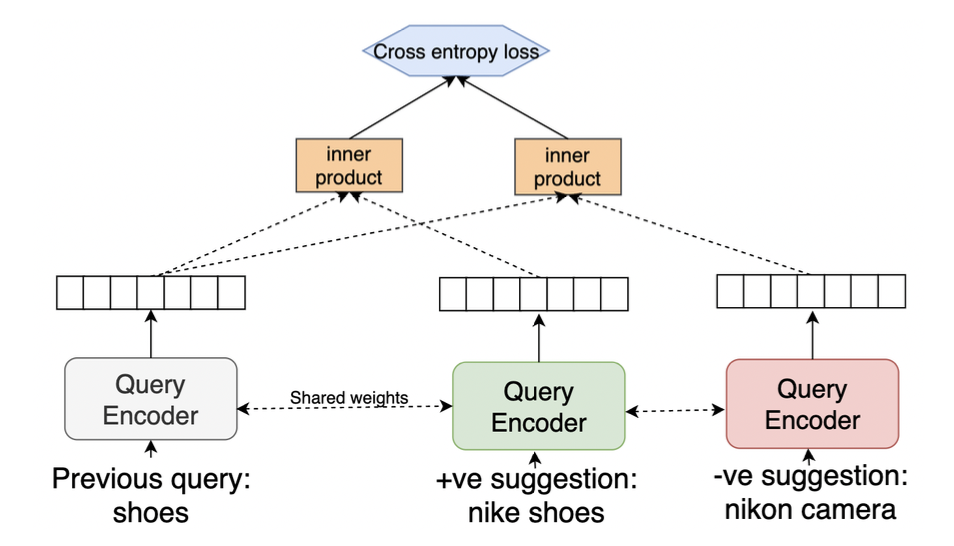 Cross entropy loss
inner
product
inner
product
Query
Encoder
Shared weights
Query
Encoder
Query
Encoder
Previous query:
shoes
+ve suggestion:
nike shoes
-ve suggestion:
nikon camera